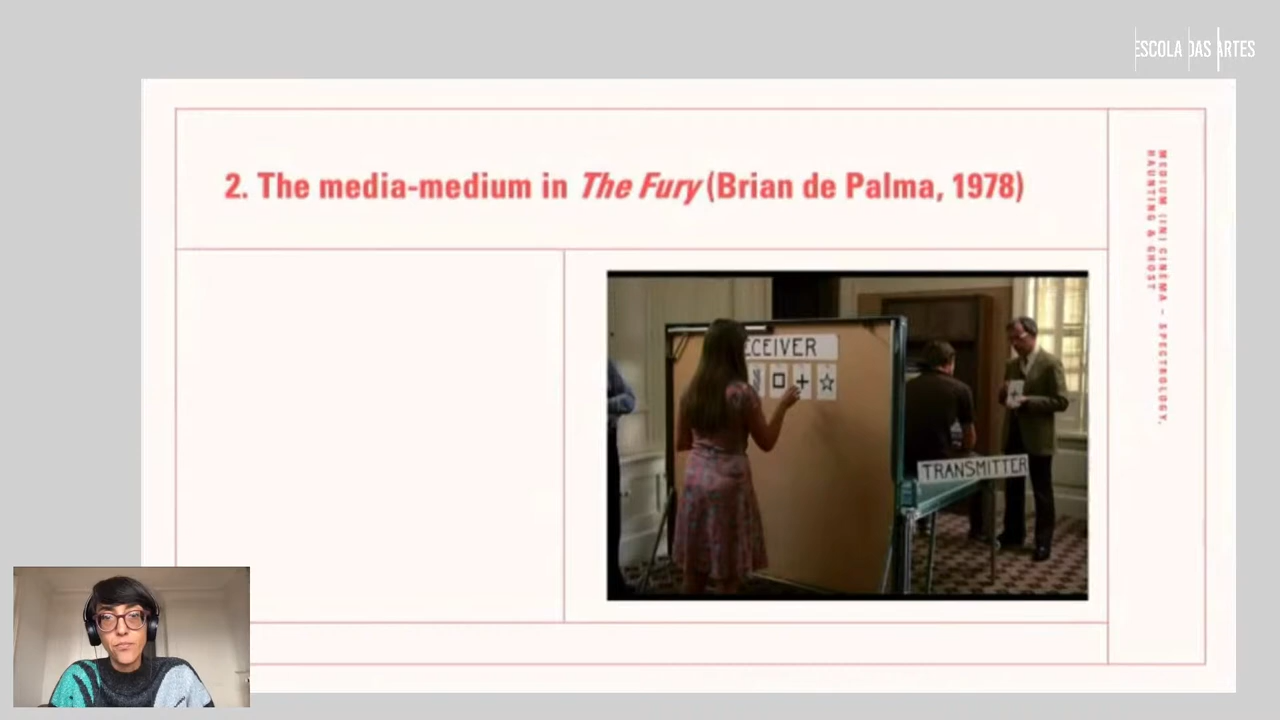 ESCOLA DAS ARTES
2. The media-medium in The Fury (Brian de Palma, 1978)
MEDIUM (IN) CINEMA – SPECTROLOGY,
HAUNTING & GHOST
ECEIVER
TRANSMITTER